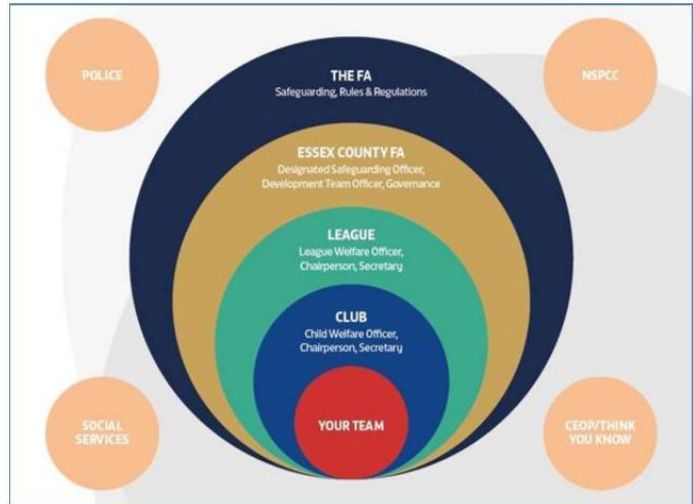 POLICE
THE FA
Safeguarding, Rules & Regulations
NSPCC
ESSEX COUNTY FA
Designated Safeguarding Officer,
Development Team Officer, Governance
LEAGUE
League Welfare Officer,
Chairperson, Secretary
CLUB
Child Welfare Officer,
Chairperson, Secretary
SOCIAL
SERVICES
YOUR TEAM
CEOP/THINK
YOU KNOW